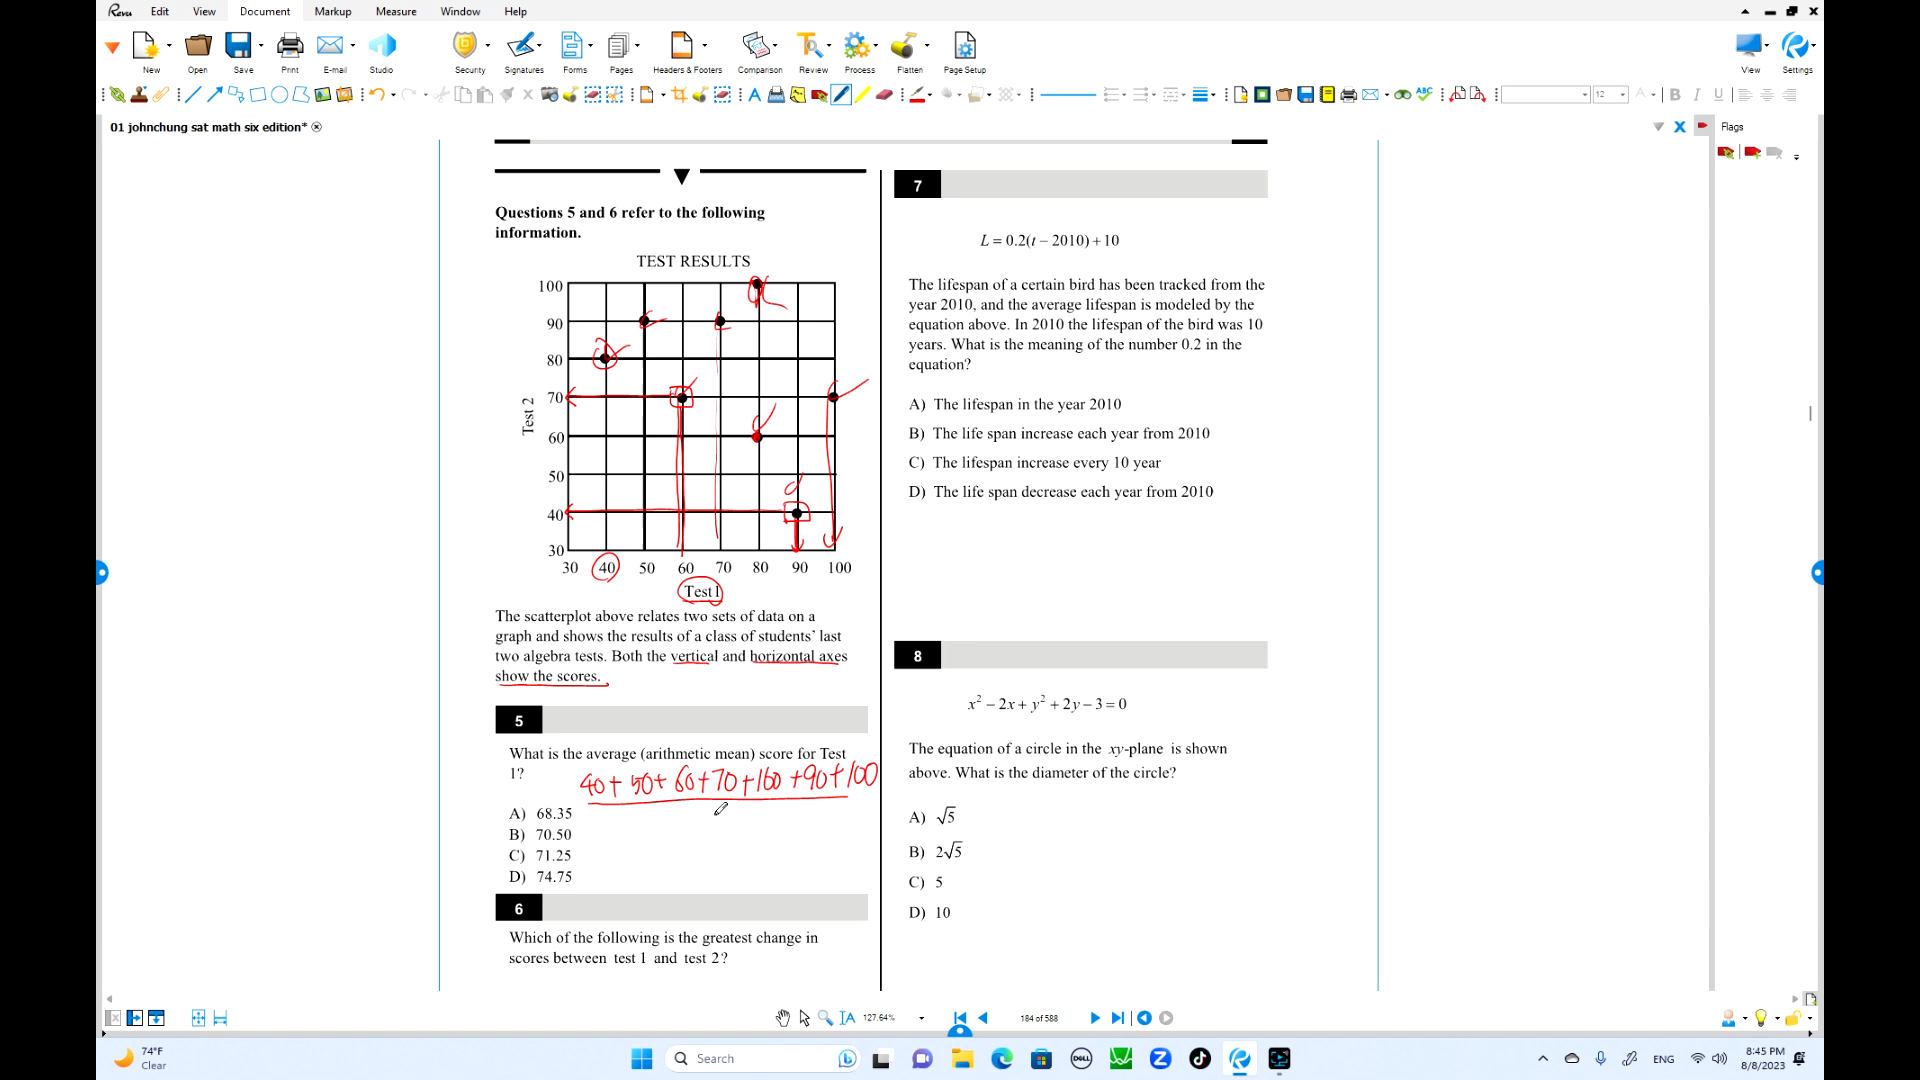 Revu Edit View Document Markup Measure Window Help
New Open Save Print E-mail Studio Security Signatures Forms Pages Headers & Footers Comparison Review Process Flatten Page Setup View Settings
12
01 johnchung sat math six edition*
Flags
Questions 5 and 6 refer to the following
information.
TEST RESULTS
100
90
80
70
60
50
40
30
Test 2
30 40 50 60 70 80 90 100
Test 1
The scatterplot above relates two sets of data on a
graph and shows the results of a class of students' last
two algebra tests. Both the vertical and horizontal axes
show the scores.
5
What is the average (arithmetic mean) score for Test
1?
40+ 50+ 60+70+160 +90+100
A) 68.35
B) 70.50
C) 71.25
D) 74.75
6
Which of the following is the greatest change in
scores between test 1 and test 2?
7
L = 0.2(t − 2010) + 10
The lifespan of a certain bird has been tracked from the
year 2010, and the average lifespan is modeled by the
equation above. In 2010 the lifespan of the bird was 10
years. What is the meaning of the number 0.2 in the
equation?
A) The lifespan in the year 2010
B) The life span increase each year from 2010
C) The lifespan increase every 10 year
D) The life span decrease each year from 2010
8
x² − 2x + y² + 2y − 3 = 0
The equation of a circle in the xy-plane is shown
above. What is the diameter of the circle?
A) √5
B) 2√5
C) 5
D) 10
127.64%
184 of 588
74°F
Clear
Search
DELL
ENG
8:45 PM
8/8/2023